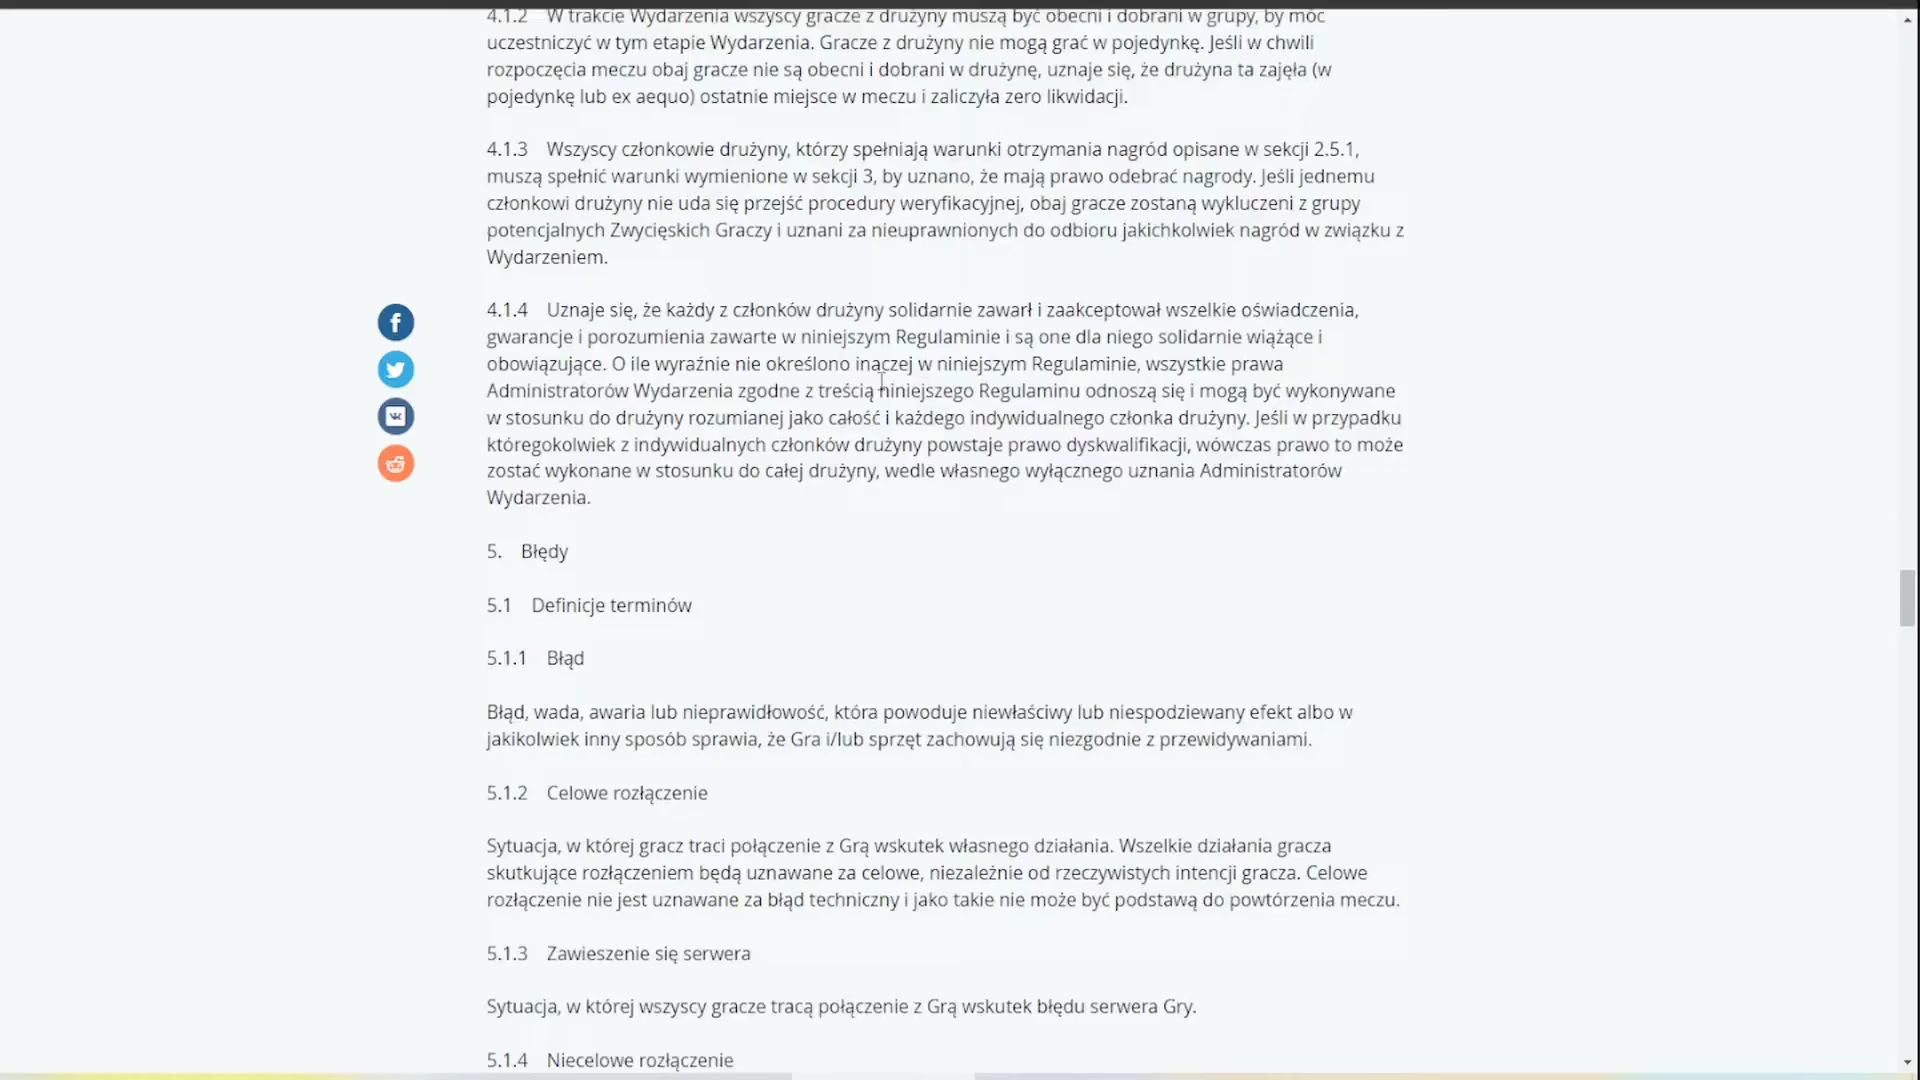 4.1.2 W trakcie Wydarzenia wszyscy gracze z drużyny muszą być obecni i dobrani w grupy, by móc
uczestniczyć w tym etapie Wydarzenia. Gracze z drużyny nie mogą grać w pojedynkę. Jeśli w chwili
rozpoczęcia meczu obaj gracze nie są obecni i dobrani w drużynę, uznaje się, że drużyna ta zajęła (w
pojedynkę lub ex aequo) ostatnie miejsce w meczu i zaliczyła zero likwidacji.
4.1.3 Wszyscy członkowie drużyny, którzy spełniają warunki otrzymania nagród opisane w sekcji 2.5.1,
muszą spełnić warunki wymienione w sekcji 3, by uznano, że mają prawo odebrać nagrody. Jeśli jednemu
członkowi drużyny nie uda się przejść procedury weryfikacyjnej, obaj gracze zostaną wykluczeni z grupy
potencjalnych Zwycięskich Graczy i uznani za nieuprawnionych do odbioru jakichkolwiek nagród w związku z
Wydarzeniem.
4.1.4 Uznaje się, że każdy z członków drużyny solidarnie zawarł i zaakceptował wszelkie oświadczenia,
gwarancje i porozumienia zawarte w niniejszym Regulaminie i są one dla niego solidarnie wiążące i
obowiązujące. O ile wyraźnie nie określono inaczej w niniejszym Regulaminie, wszystkie prawa
Administratorów Wydarzenia zgodne z treścią niniejszego Regulaminu odnoszą się i mogą być wykonywane
w stosunku do drużyny rozumianej jako całość i każdego indywidualnego członka drużyny. Jeśli w przypadku
któregokolwiek z indywidualnych członków drużyny powstaje prawo dyskwalifikacji, wówczas prawo to może
zostać wykonane w stosunku do całej drużyny, wedle własnego wyłącznego uznania Administratorów
Wydarzenia.
5. Błędy
5.1 Definicje terminów
5.1.1 Błąd
Błąd, wada, awaria lub nieprawidłowość, która powoduje niewłaściwy lub niespodziewany efekt albo w
jakikolwiek inny sposób sprawia, że Gra i/lub sprzęt zachowują się niezgodnie z przewidywaniami.
5.1.2 Celowe rozłączenie
Sytuacja, w której gracz traci połączenie z Grą wskutek własnego działania. Wszelkie działania gracza
skutkujące rozłączeniem będą uznawane za celowe, niezależnie od rzeczywistych intencji gracza. Celowe
rozłączenie nie jest uznawane za błąd techniczny i jako takie nie może być podstawą do powtórzenia meczu.
5.1.3 Zawieszenie się serwera
Sytuacja, w której wszyscy gracze tracą połączenie z Grą wskutek błędu serwera Gry.
5.1.4 Niecelowe rozłączenie